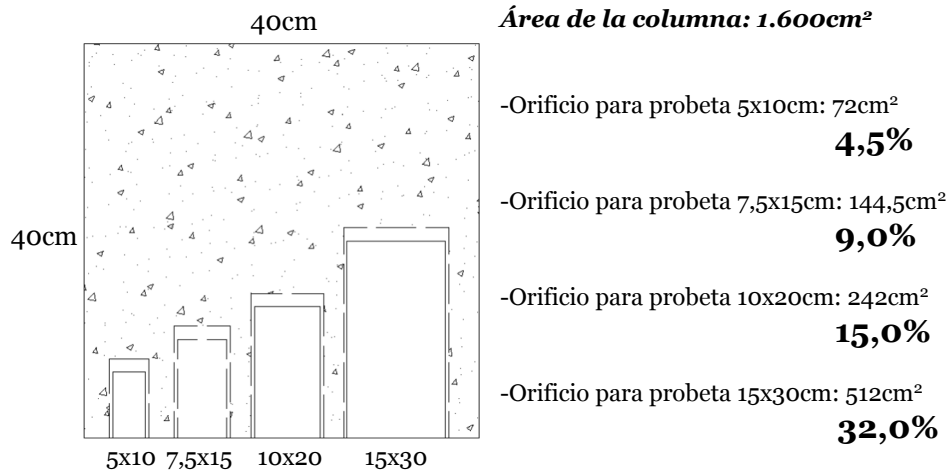 40cm
Área de la columna: 1.600cm²
-Orificio para probeta 5x10cm: 72cm²
4,5%
-Orificio para probeta 7,5x15cm: 144,5cm²
9,0%
40cm
-Orificio para probeta 10x20cm: 242cm²
15,0%
-Orificio para probeta 15x30cm: 512cm²
32,0%
5x10 7,5x15 10x20 15x30